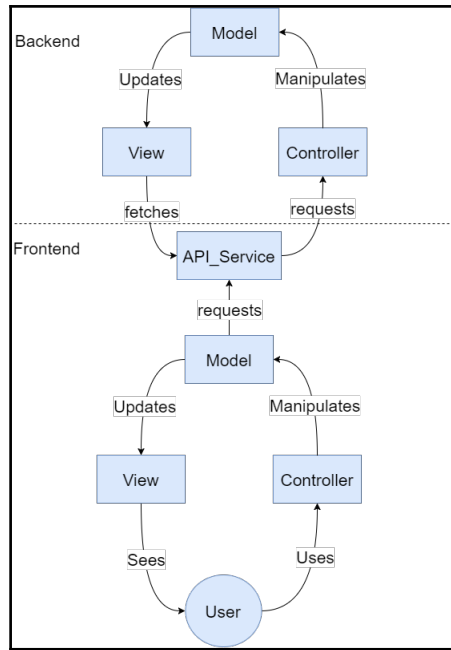 Model
Backend
Updates
Manipulates
View
Controller
fetches
requests
Frontend
API_Service
requests
Model
Updates
Manipulates
View
Controller
Sees
Uses
User